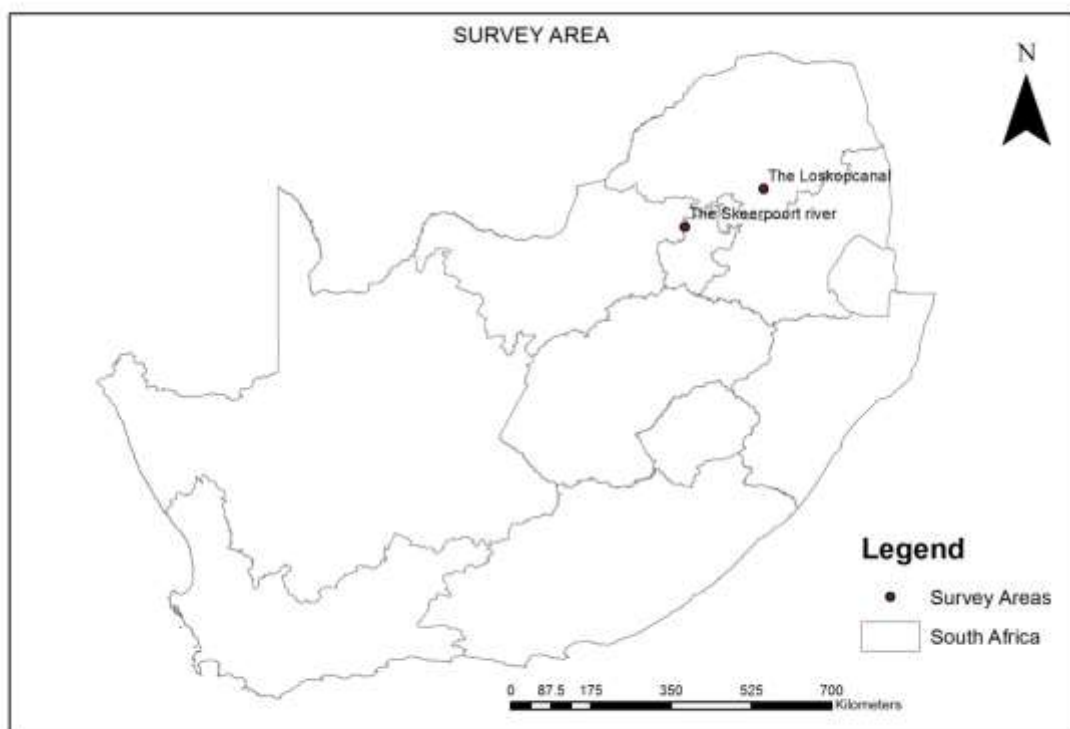 SURVEY AREA
N
The Loskopcanal
The Skeerpoort river
Legend
Survey Areas
South Africa
0 87.5 175 350 525 700
Kilometers